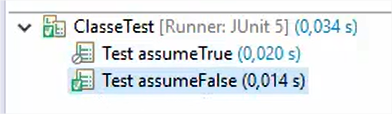 ClasseTest [Runner: JUnit 5] (0,034 s)
Test assumeTrue (0,020 s)
Test assumeFalse (0,014 s)